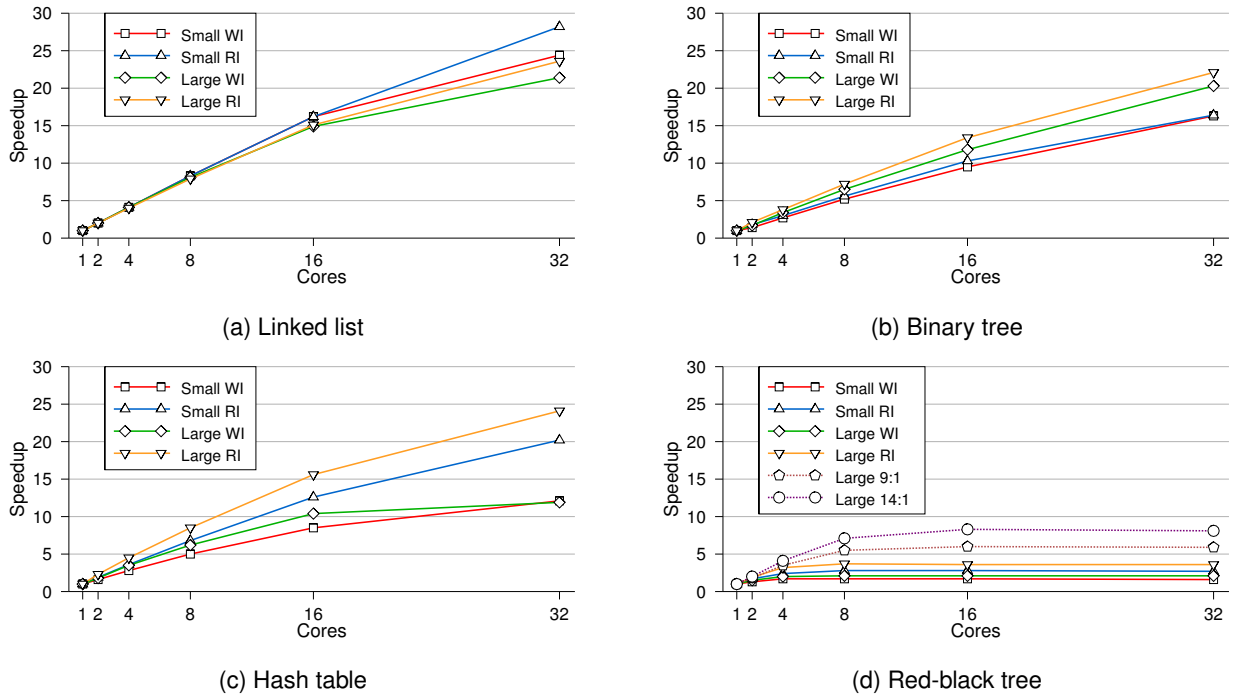 30
25
20
15
10
5
0
Speedup
Small WI
Small RI
Large WI
Large RI
1 2 4 8 16 32
Cores
(a) Linked list
30
25
20
15
10
5
0
Speedup
Small WI
Small RI
Large WI
Large RI
1 2 4 8 16 32
Cores
(b) Binary tree
30
25
20
15
10
5
0
Speedup
Small WI
Small RI
Large WI
Large RI
1 2 4 8 16 32
Cores
(c) Hash table
30
25
20
15
10
5
0
Speedup
Small WI
Small RI
Large WI
Large RI
Large 9:1
Large 14:1
1 2 4 8 16 32
Cores
(d) Red-black tree